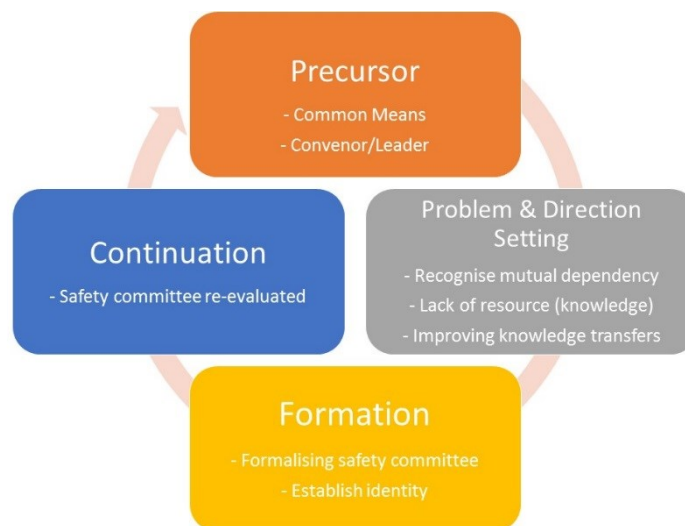 Precursor
- Common Means
- Convenor/Leader
Problem & Direction
Setting
- Recognise mutual dependency
- Lack of resource (knowledge)
- Improving knowledge transfers
Formation
- Formalising safety committee
- Establish identity
Continuation
- Safety committee re-evaluated